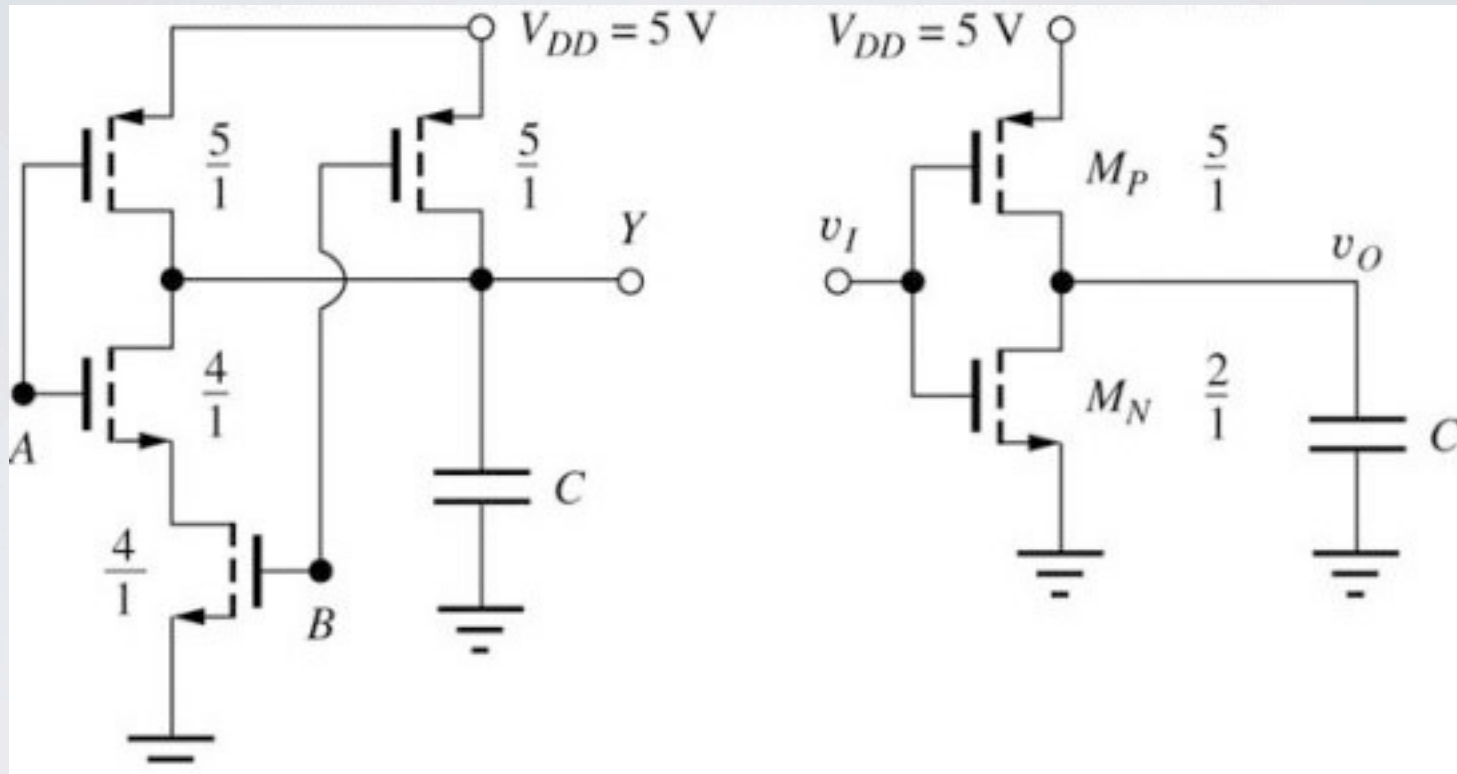 V_DD = 5 V
5/1
5/1
Y
4/1
A
C
4/1
B
V_DD = 5 V
M_P 5/1
v_I
v_O
M_N 2/1
C